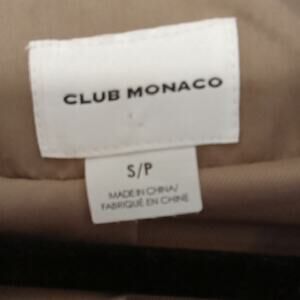 CLUB MONACO
S/P
MADE IN CHINA/
FABRIQUÉ EN CHINE